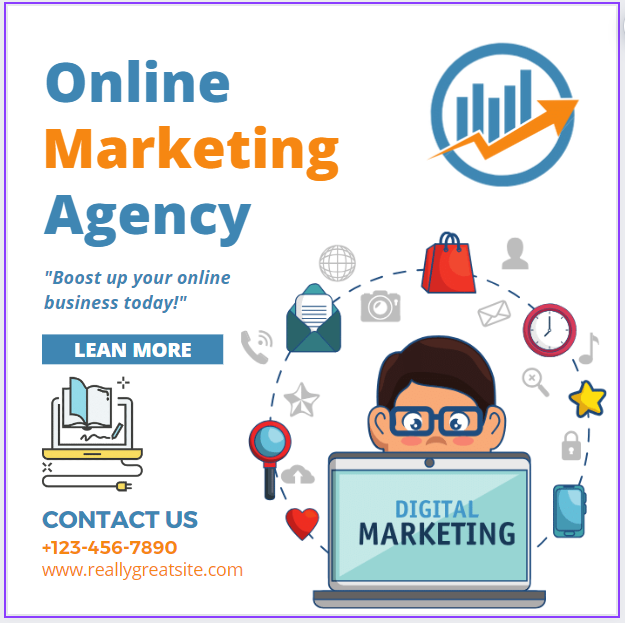 Online
Marketing
Agency
"Boost up your online
business today!"
LEAN MORE
CONTACT US
+123-456-7890
www.reallygreatsite.com
DIGITAL
MARKETING